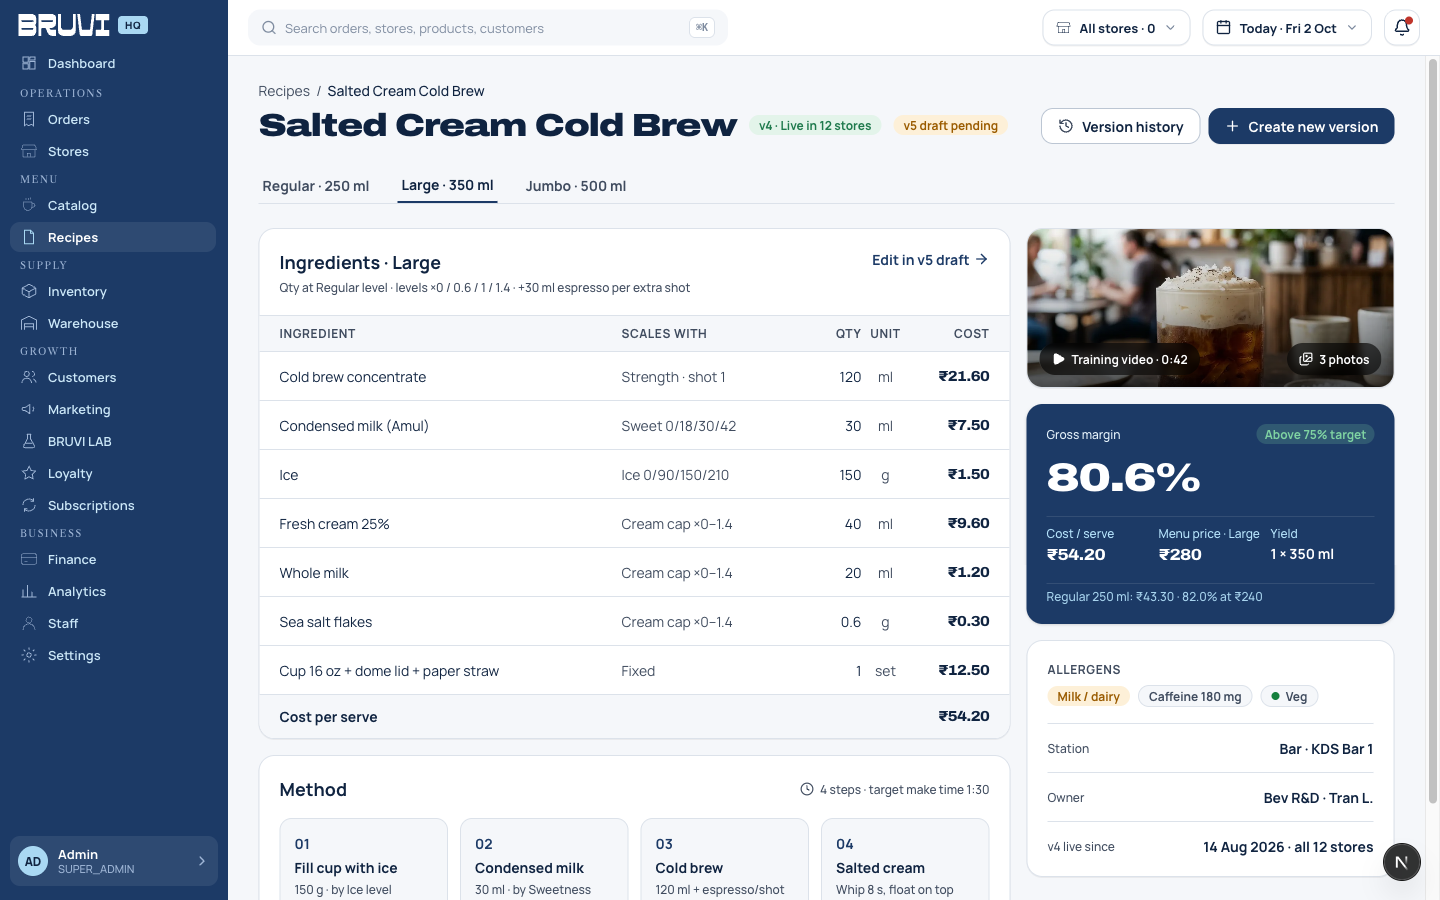 BRUVI HQ
Dashboard
OPERATIONS
Orders
Stores
MENU
Catalog
Recipes
SUPPLY
Inventory
Warehouse
GROWTH
Customers
Marketing
BRUVI LAB
Loyalty
Subscriptions
BUSINESS
Finance
Analytics
Staff
Settings
AD Admin
SUPER_ADMIN
Search orders, stores, products, customers ⌘K
All stores · 0
Today · Fri 2 Oct
Recipes / Salted Cream Cold Brew
Salted Cream Cold Brew v4 · Live in 12 stores v5 draft pending
Version history
+ Create new version
Regular · 250 ml Large · 350 ml Jumbo · 500 ml
Ingredients · Large Edit in v5 draft →
Qty at Regular level · levels ×0 / 0.6 / 1 / 1.4 · +30 ml espresso per extra shot
INGREDIENT SCALES WITH QTY UNIT COST
Cold brew concentrate Strength · shot 1 120 ml ₹21.60
Condensed milk (Amul) Sweet 0/18/30/42 30 ml ₹7.50
Ice Ice 0/90/150/210 150 g ₹1.50
Fresh cream 25% Cream cap ×0–1.4 40 ml ₹9.60
Whole milk Cream cap ×0–1.4 20 ml ₹1.20
Sea salt flakes Cream cap ×0–1.4 0.6 g ₹0.30
Cup 16 oz + dome lid + paper straw Fixed 1 set ₹12.50
Cost per serve ₹54.20
Method 4 steps · target make time 1:30
01
Fill cup with ice
150 g · by Ice level
02
Condensed milk
30 ml · by Sweetness
03
Cold brew
120 ml + espresso/shot
04
Salted cream
Whip 8 s, float on top
Training video · 0:42
3 photos
Gross margin Above 75% target
80.6%
Cost / serve Menu price · Large Yield
₹54.20 ₹280 1 × 350 ml
Regular 250 ml: ₹43.30 · 82.0% at ₹240
ALLERGENS
Milk / dairy Caffeine 180 mg Veg
Station Bar · KDS Bar 1
Owner Bev R&D · Tran L.
v4 live since 14 Aug 2026 · all 12 stores
N